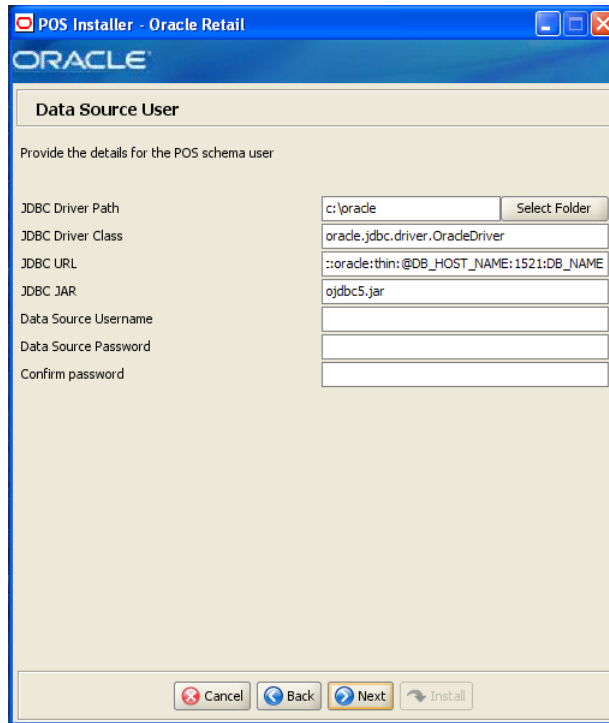 POS Installer - Oracle Retail
ORACLE
Data Source User
Provide the details for the POS schema user
JDBC Driver Path c:\oracle Select Folder
JDBC Driver Class oracle.jdbc.driver.OracleDriver
JDBC URL ::oracle:thin:@DB_HOST_NAME:1521:DB_NAME
JDBC JAR ojdbc5.jar
Data Source Username
Data Source Password
Confirm password
Cancel Back Next Install